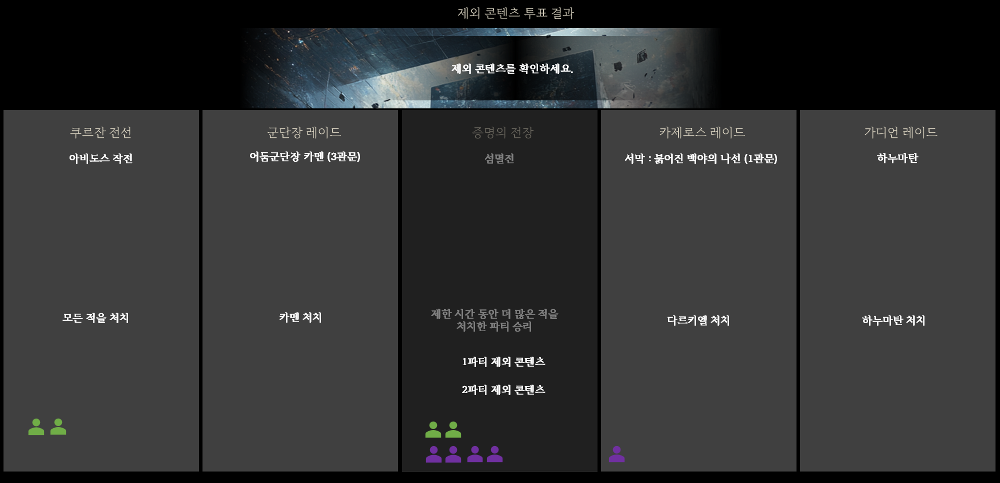 제외 콘텐츠 투표 결과
제외 콘텐츠를 확인하세요.
쿠르잔 전선
아비도스 작전
모든 적을 처치
군단장 레이드
어둠군단장 카멘 (3관문)
카멘 처치
증명의 전장
섬멸전
제한 시간 동안 더 많은 적을
처치한 파티 승리
1파티 제외 콘텐츠
2파티 제외 콘텐츠
카제로스 레이드
서막 : 붉어진 백야의 나선 (1관문)
다르키엘 처치
가디언 레이드
하누마탄
하누마탄 처치